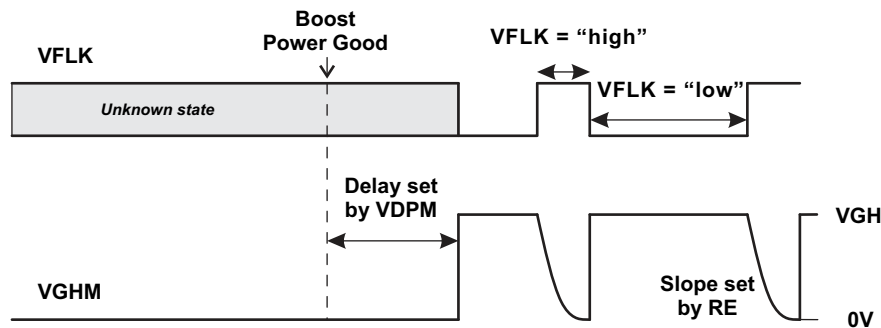 Boost
Power Good
VFLK
VFLK = “high”
VFLK = “low”
Unknown state
Delay set
by VDPM
VGH
VGHM
Slope set
by RE
0V